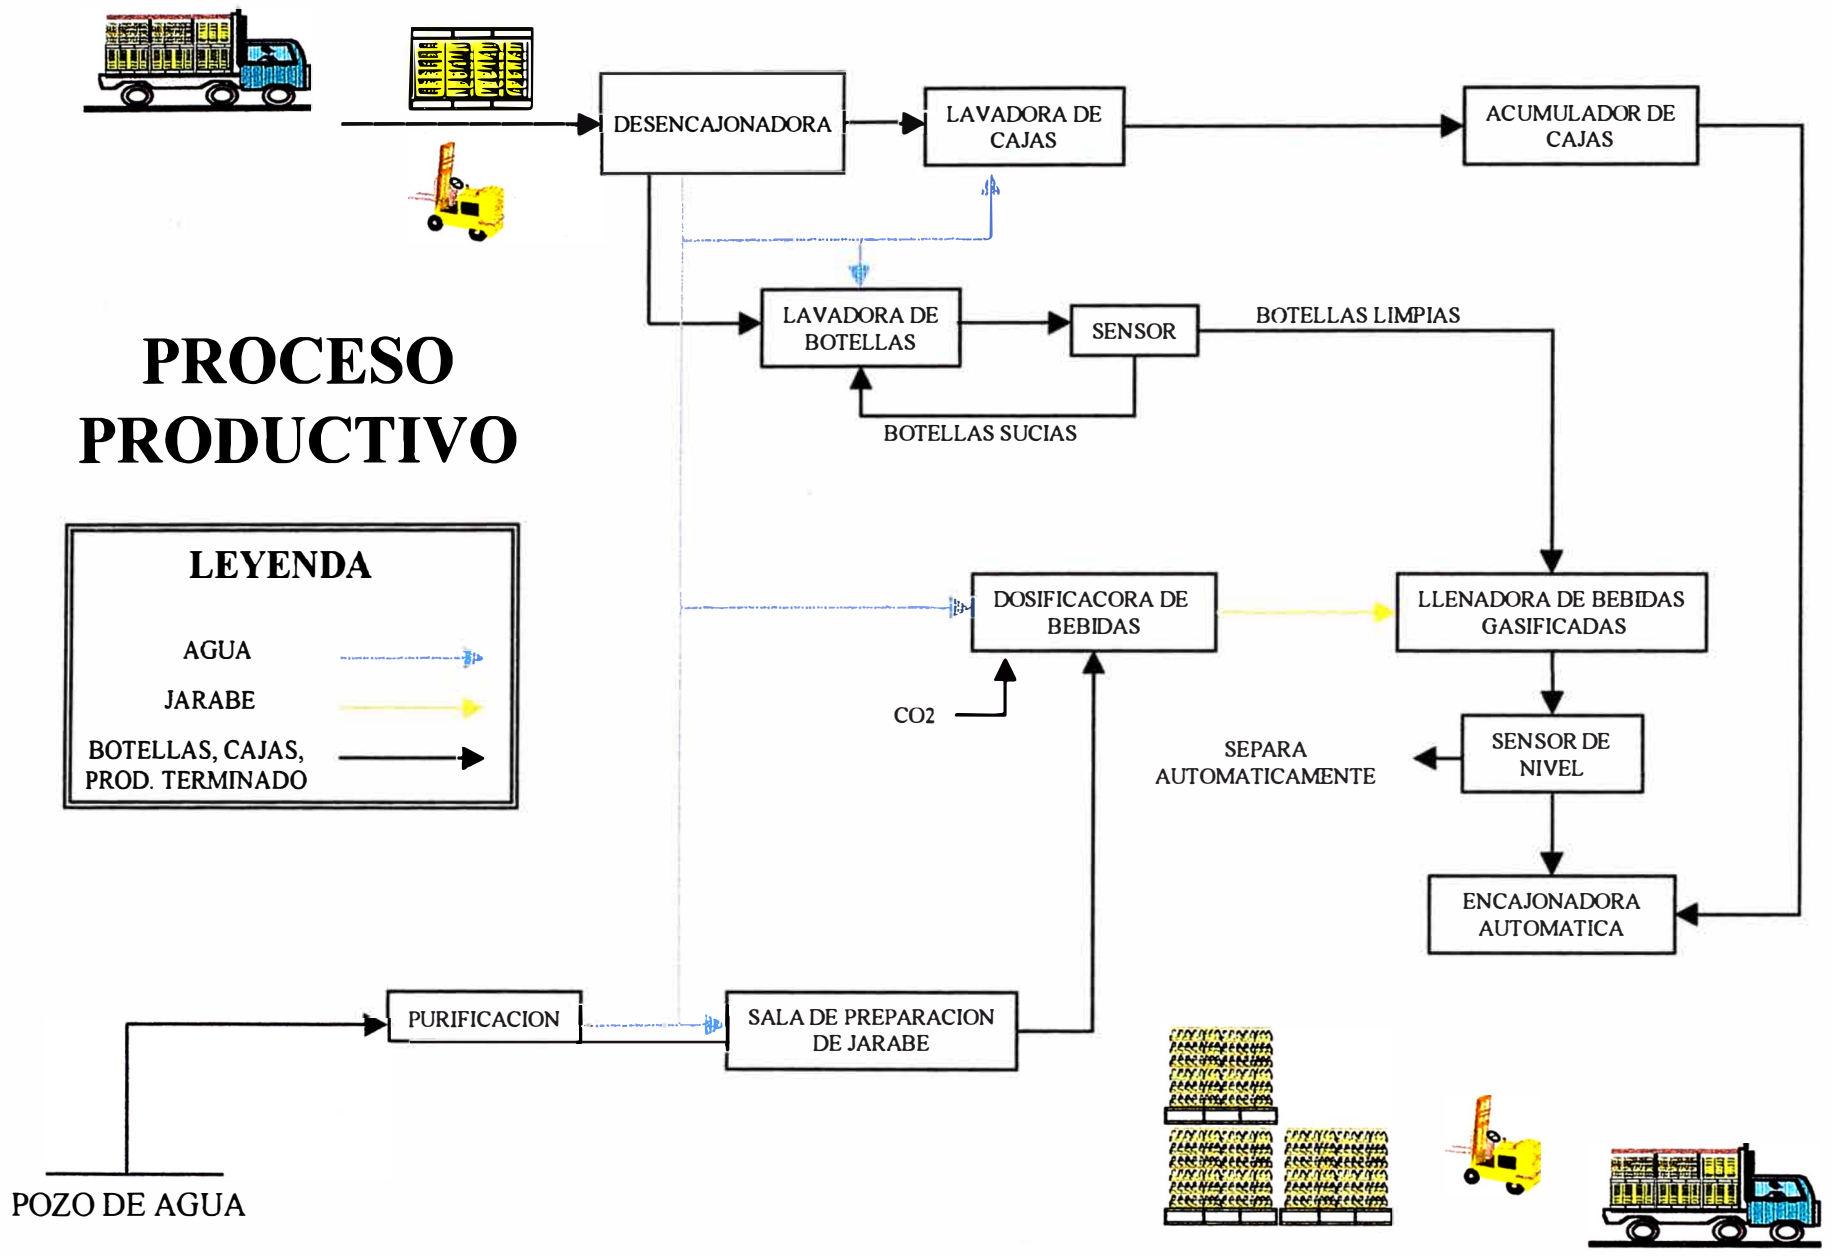 DESENCAJONADORA
LAVADORA DE
CAJAS
ACUMULADOR DE
CAJAS
LAVADORA DE
BOTELLAS
SENSOR
BOTELLAS LIMPIAS
BOTELLAS SUCIAS
PROCESO
PRODUCTIVO
LEYENDA
AGUA
JARABE
BOTELLAS, CAJAS,
PROD. TERMINADO
DOSIFICACORA DE
BEBIDAS
LLENADORA DE BEBIDAS
GASIFICADAS
CO2
SEPARA
AUTOMATICAMENTE
SENSOR DE
NIVEL
ENCAJONADORA
AUTOMATICA
PURIFICACION
SALA DE PREPARACION
DE JARABE
POZO DE AGUA